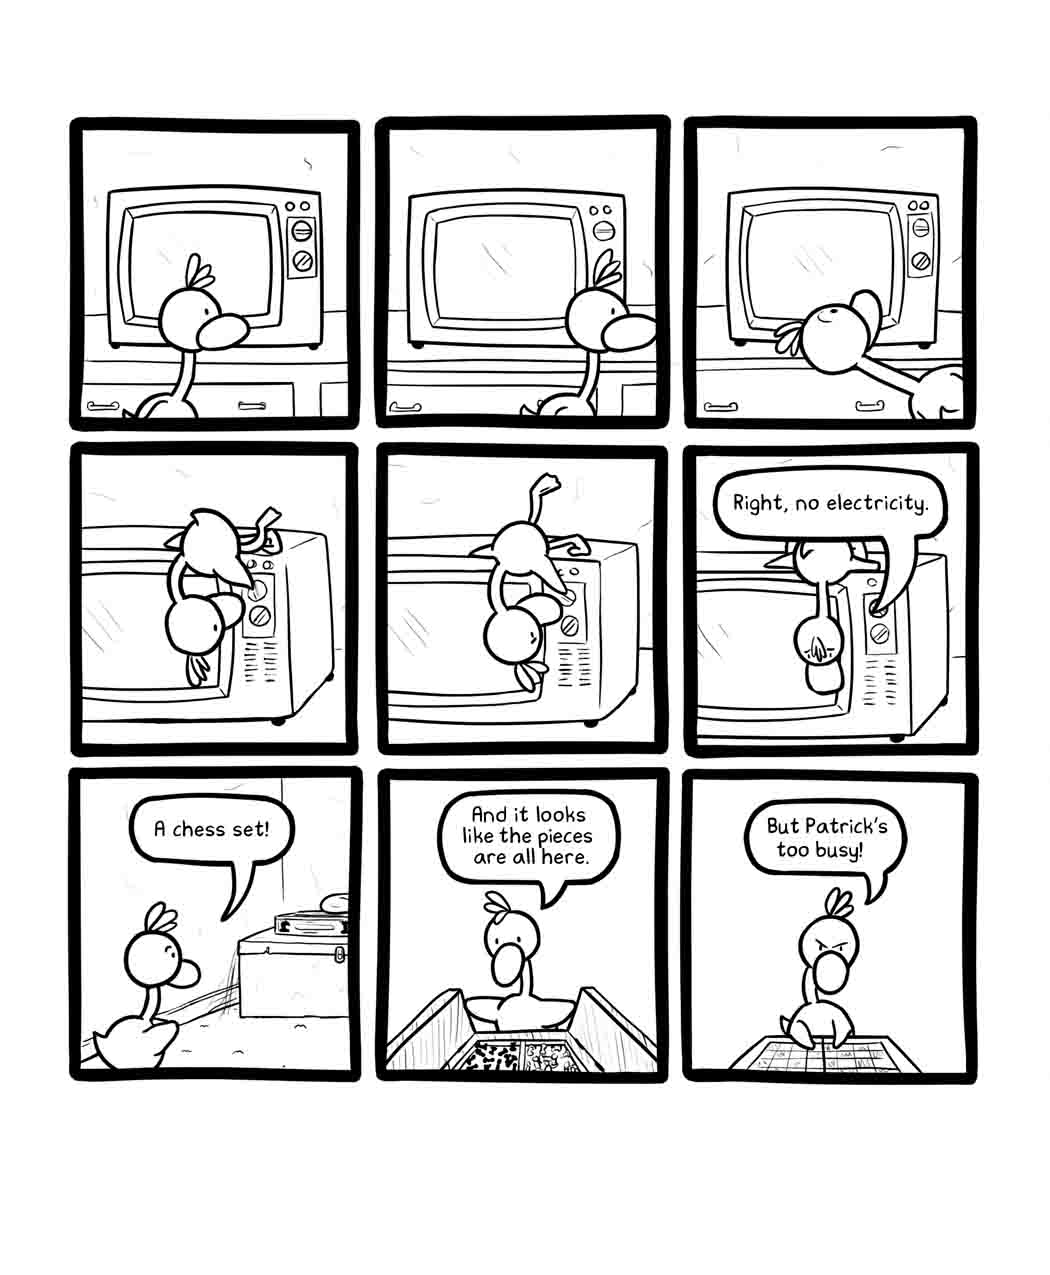 Right, no electricity.
A chess set!
And it looks
like the pieces
are all here.
But Patrick's
too busy!